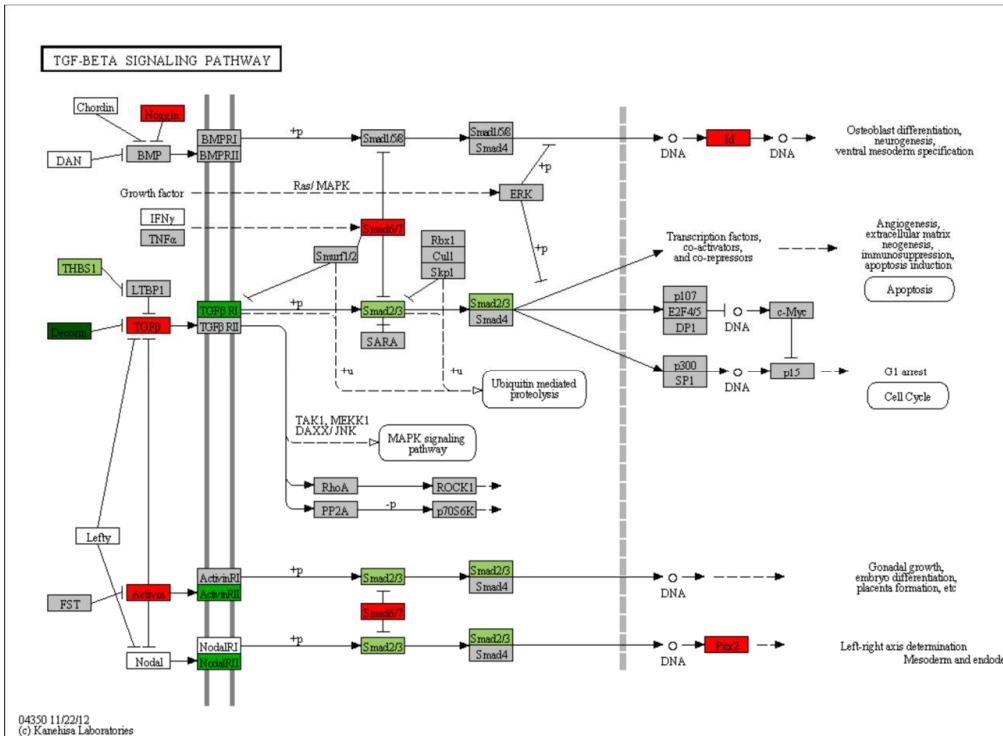 TGF-BETA SIGNALING PATHWAY
Chordin
Noggin
DAN
BMP
BMPRI
BMPRII
+p
Smad1/5/8
Smad1/5/8
Smad4
DNA
Id
DNA
Osteoblast differentiation,
neurogenesis,
ventral mesoderm specification
Growth factor
Ras/ MAPK
ERK
+p
+p
IFNγ
TNFα
Smad6/7
Smurf1/2
Rbx1
Cul1
Skp1
Transcription factors,
co-activators,
and co-repressors
Angiogenesis,
extracellular matrix
neogenesis,
immunosuppression,
apoptosis induction
Apoptosis
THBS1
LTBP1
Decorin
TGFβ
TGFβ RI
TGFβ RII
+p
Smad2/3
SARA
Smad2/3
Smad4
p107
E2F4/5
DP1
DNA
c-Myc
p300
SP1
DNA
p15
G1 arrest
Cell Cycle
+u
+u
Ubiquitin mediated
proteolysis
TAK1, MEKK1
DAXX/ JNK
MAPK signaling
pathway
RhoA
ROCK1
PP2A
-p
p70S6K
Lefty
FST
Activin
ActivinRI
ActivinRII
+p
Smad2/3
Smad2/3
Smad4
DNA
Gonadal growth,
embryo differentiation,
placenta formation, etc
Smad6/7
Nodal
NodalRI
NodalRII
+p
Smad2/3
Smad2/3
Smad4
DNA
Pitx2
Left-right axis determination
Mesoderm and endode
04350 11/22/12
(c) Kanehisa Laboratories